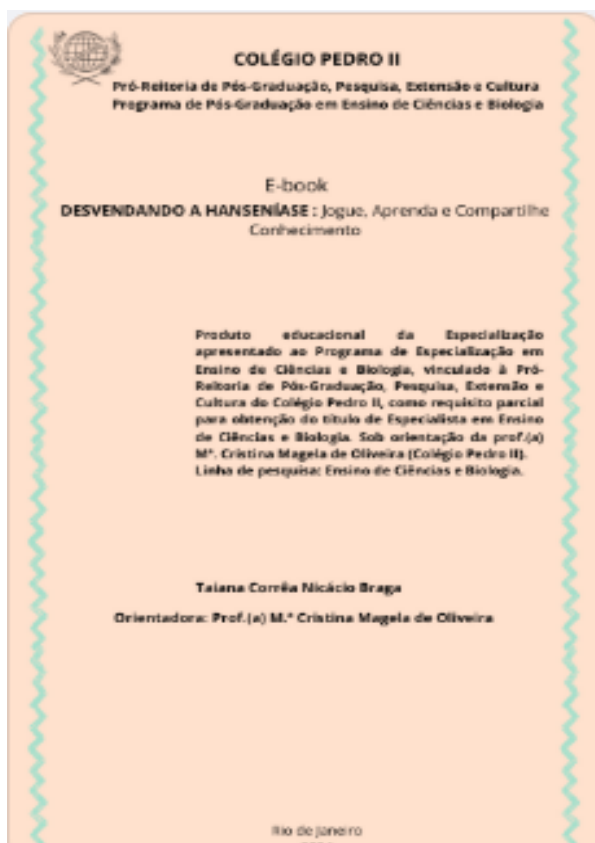 COLÉGIO PEDRO II
Pró-Reitoria de Pós-Graduação, Pesquisa, Extensão e Cultura
Programa de Pós-Graduação em Ensino de Ciências e Biologia
E-book
DESVENDANDO A HANSENÍASE : Jogue, Aprenda e Compartilhe
Conhecimento
Produto educacional da Especialização
apresentado ao Programa de Especialização em
Ensino de Ciências e Biologia, vinculado à Pró-
Reitoria de Pós-Graduação, Pesquisa, Extensão e
Cultura do Colégio Pedro II, como requisito parcial
para obtenção do título de Especialista em Ensino
de Ciências e Biologia. Sob orientação da prof.(a)
Mª. Cristina Magela de Oliveira (Colégio Pedro II).
Linha de pesquisa: Ensino de Ciências e Biologia.
Taiana Corrêa Nicácio Braga
Orientadora: Prof.(a) M.ª Cristina Magela de Oliveira
Rio de Janeiro